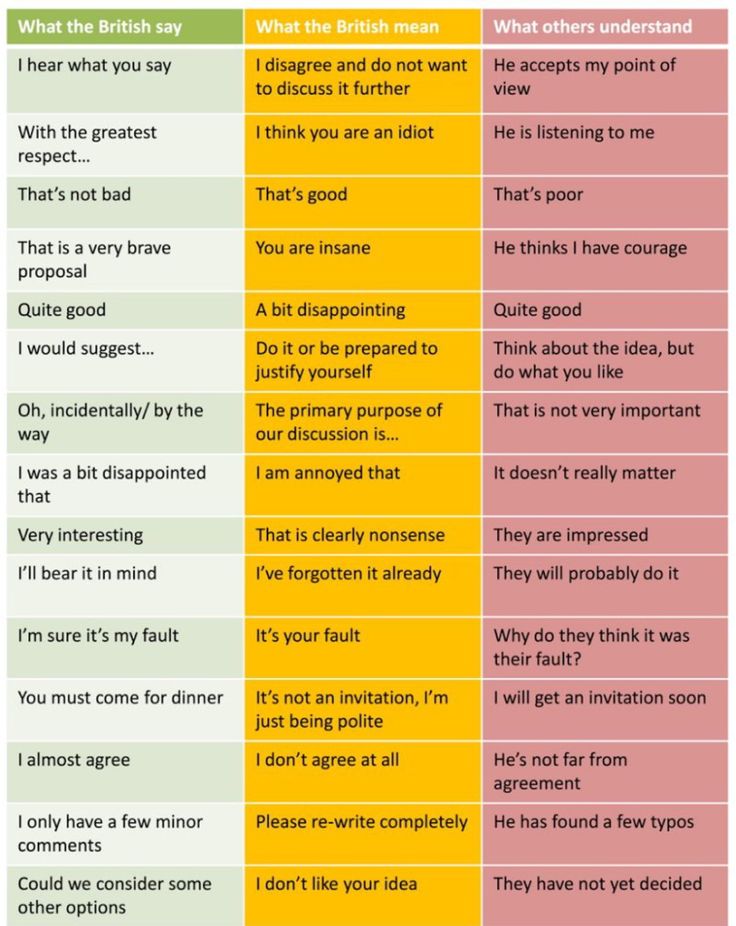 What the British say
What the British mean
What others understand
I hear what you say
I disagree and do not want
to discuss it further
He accepts my point of
view
With the greatest
respect…
I think you are an idiot
He is listening to me
That's not bad
That's good
That's poor
That is a very brave
proposal
You are insane
He thinks I have courage
Quite good
A bit disappointing
Quite good
I would suggest…
Do it or be prepared to
justify yourself
Think about the idea, but
do what you like
Oh, incidentally/ by the
way
The primary purpose of
our discussion is…
That is not very important
I was a bit disappointed
that
I am annoyed that
It doesn't really matter
Very interesting
That is clearly nonsense
They are impressed
I'll bear it in mind
I've forgotten it already
They will probably do it
I'm sure it's my fault
It's your fault
Why do they think it was
their fault?
You must come for dinner
It's not an invitation, I'm
just being polite
I will get an invitation soon
I almost agree
I don't agree at all
He's not far from
agreement
I only have a few minor
comments
Please re-write completely
He has found a few typos
Could we consider some
other options
I don't like your idea
They have not yet decided